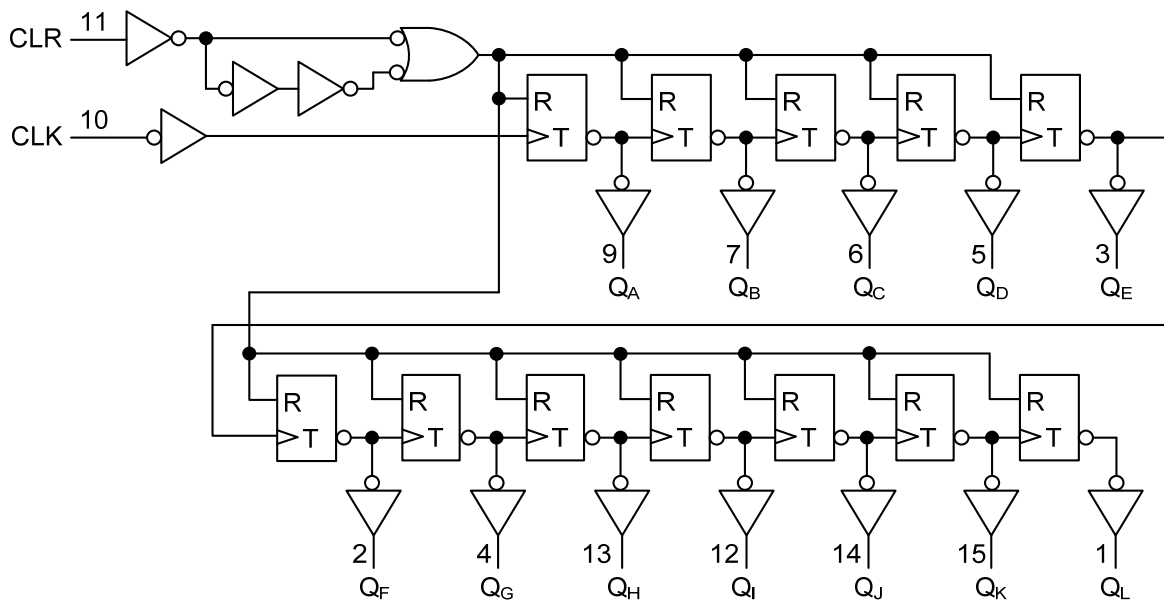 CLR 11
CLK 10
R R R R R
T T T T T
9 7 6 5 3
QA QB QC QD QE
R R R R R R R
T T T T T T T
2 4 13 12 14 15 1
QF QG QH QI QJ QK QL